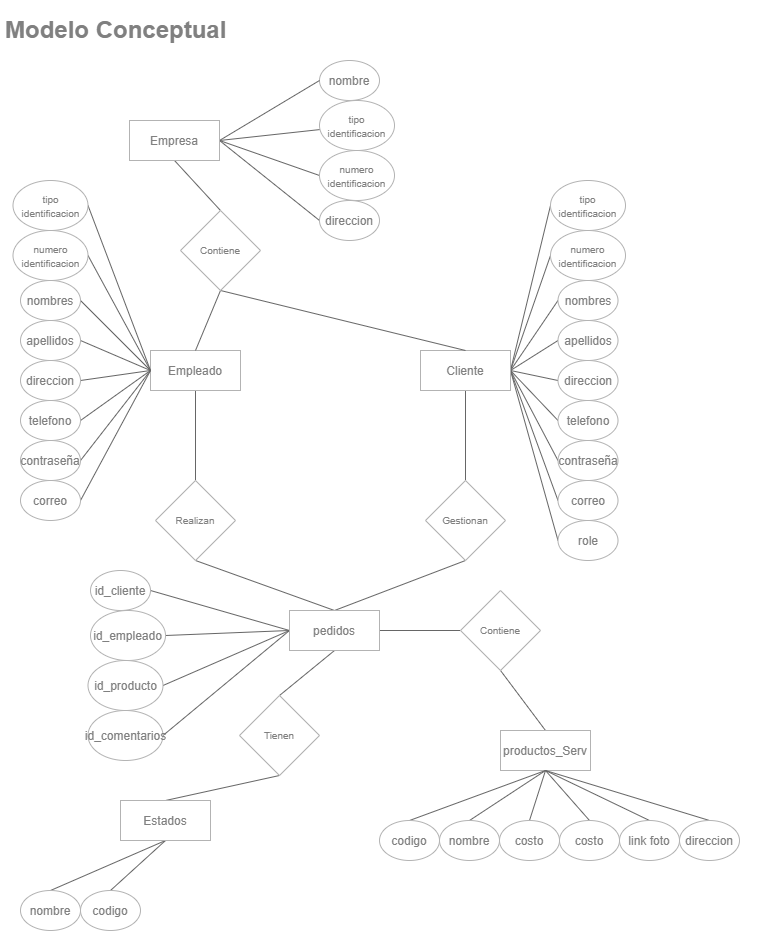 Modelo Conceptual
nombre
tipo
identificacion
numero
identificacion
direccion
Empresa
Contiene
tipo
identificacion
numero
identificacion
nombres
apellidos
direccion
telefono
contraseña
correo
Empleado
Cliente
tipo
identificacion
numero
identificacion
nombres
apellidos
direccion
telefono
contraseña
correo
role
Realizan
Gestionan
id_cliente
id_empleado
id_producto
id_comentarios
pedidos
Contiene
Tienen
productos_Serv
Estados
codigo
nombre
costo
costo
link foto
direccion
nombre
codigo